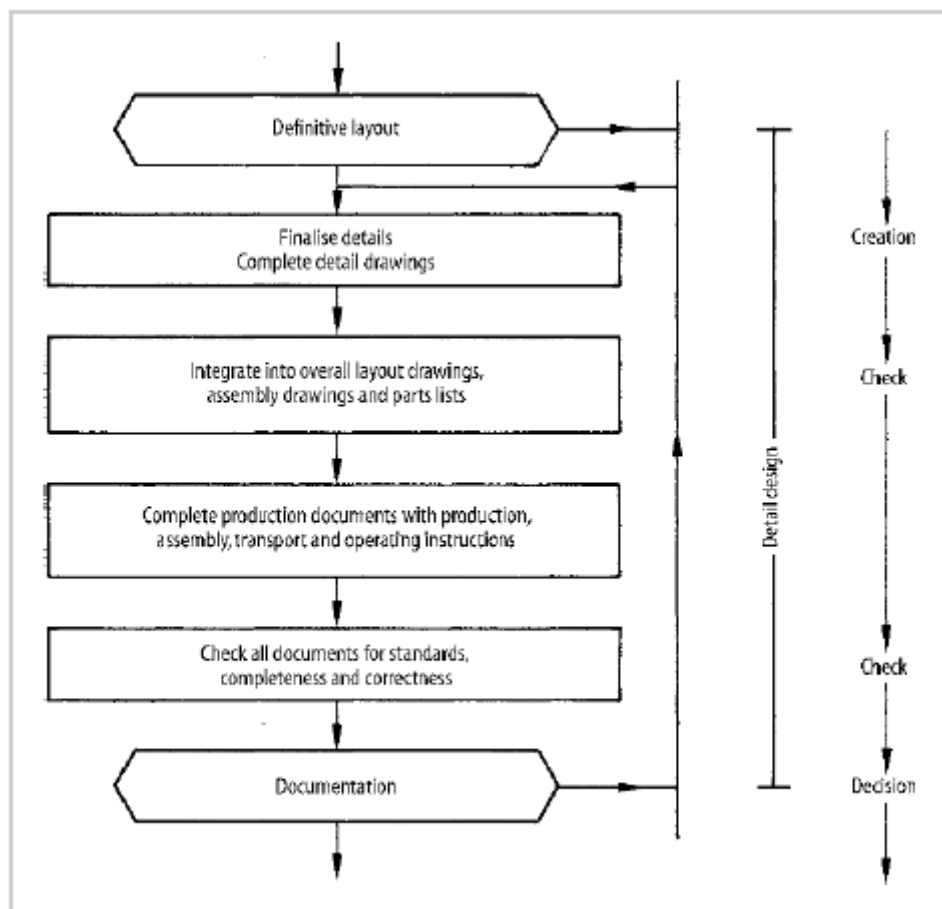 Definitive layout
Finalise details
Complete detail drawings
Creation
Integrate into overall layout drawings,
assembly drawings and parts lists
Check
Detail design
Complete production documents with production,
assembly, transport and operating instructions
Check all documents for standards,
completeness and correctness
Check
Documentation
Decision